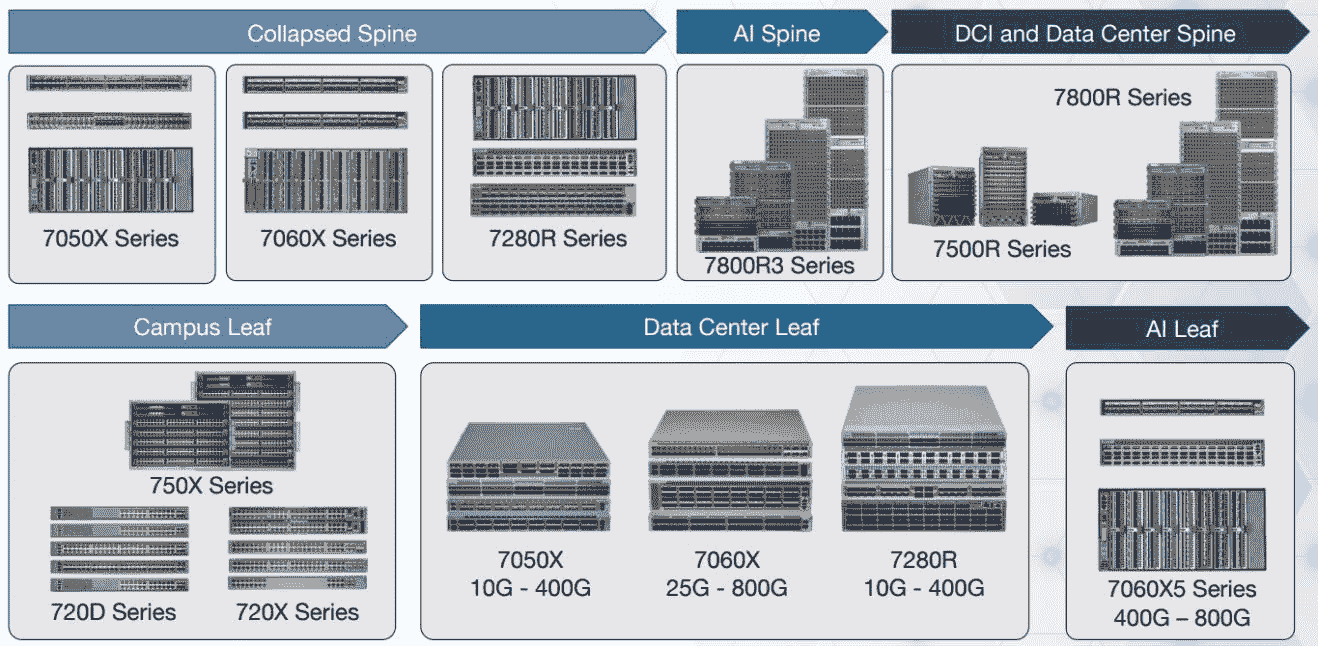 Collapsed Spine
AI Spine
DCI and Data Center Spine
7050X Series
7060X Series
7280R Series
7800R3 Series
7800R Series
7500R Series
Campus Leaf
Data Center Leaf
AI Leaf
750X Series
720D Series
720X Series
7050X
10G - 400G
7060X
25G - 800G
7280R
10G - 400G
7060X5 Series
400G – 800G